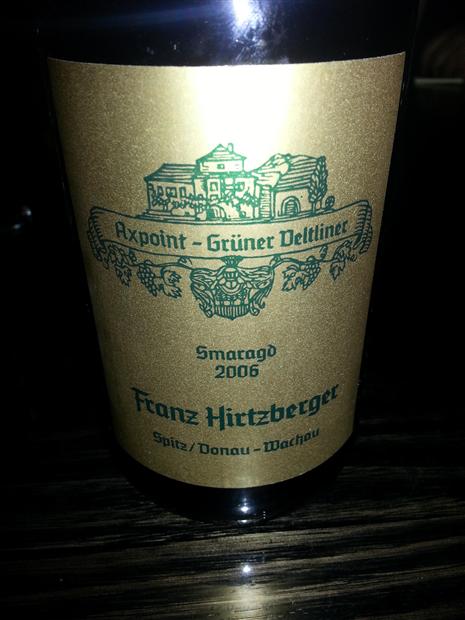 Axpoint - Grüner Veltliner
Smaragd
2006
Franz Hirtzberger
Spitz/Donau - Wachau